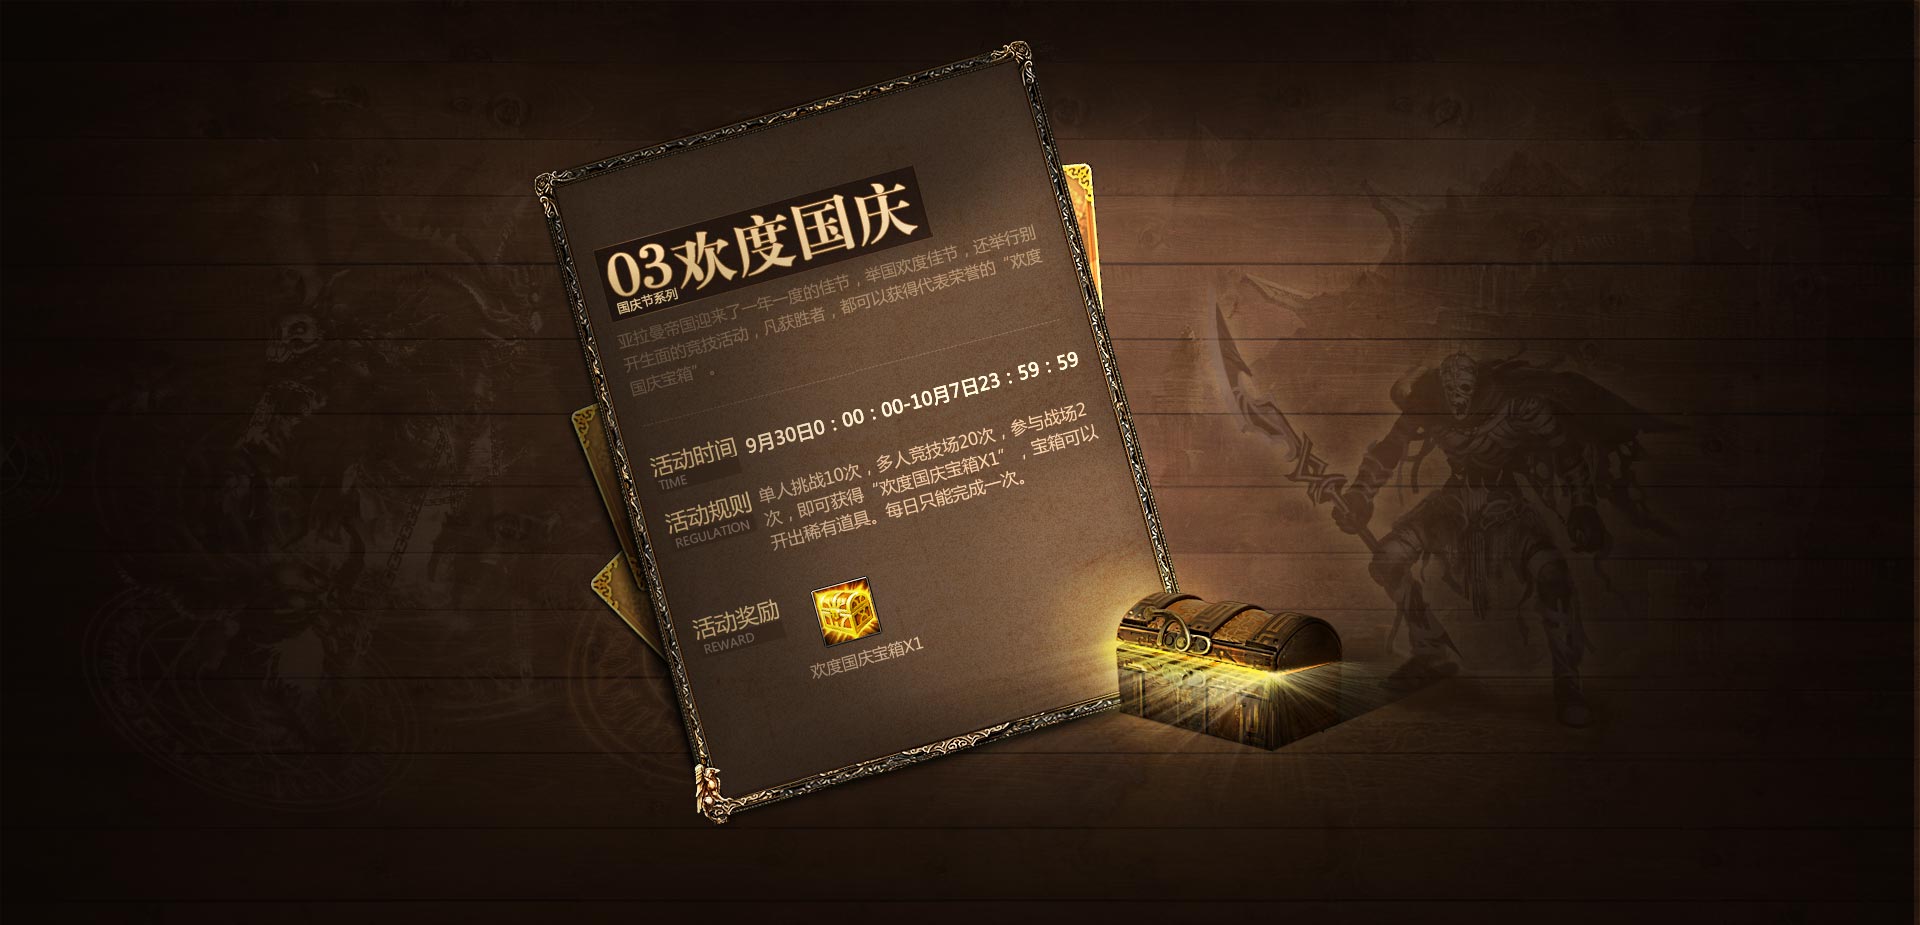 03欢度国庆
国庆节系列
亚拉曼帝国迎来了一年一度的佳节，举国欢度佳节，还举行别
开生面的竞技活动，凡获胜者，都可以获得代表荣誉的“欢度
国庆宝箱”。
活动时间 9月30日0：00：00-10月7日23：59：59
TIME
活动规则 单人挑战10次，多人竞技场20次，参与战场2
REGULATION 次，即可获得“欢度国庆宝箱X1”，宝箱可以
开出稀有道具。每日只能完成一次。
活动奖励
REWARD
欢度国庆宝箱X1